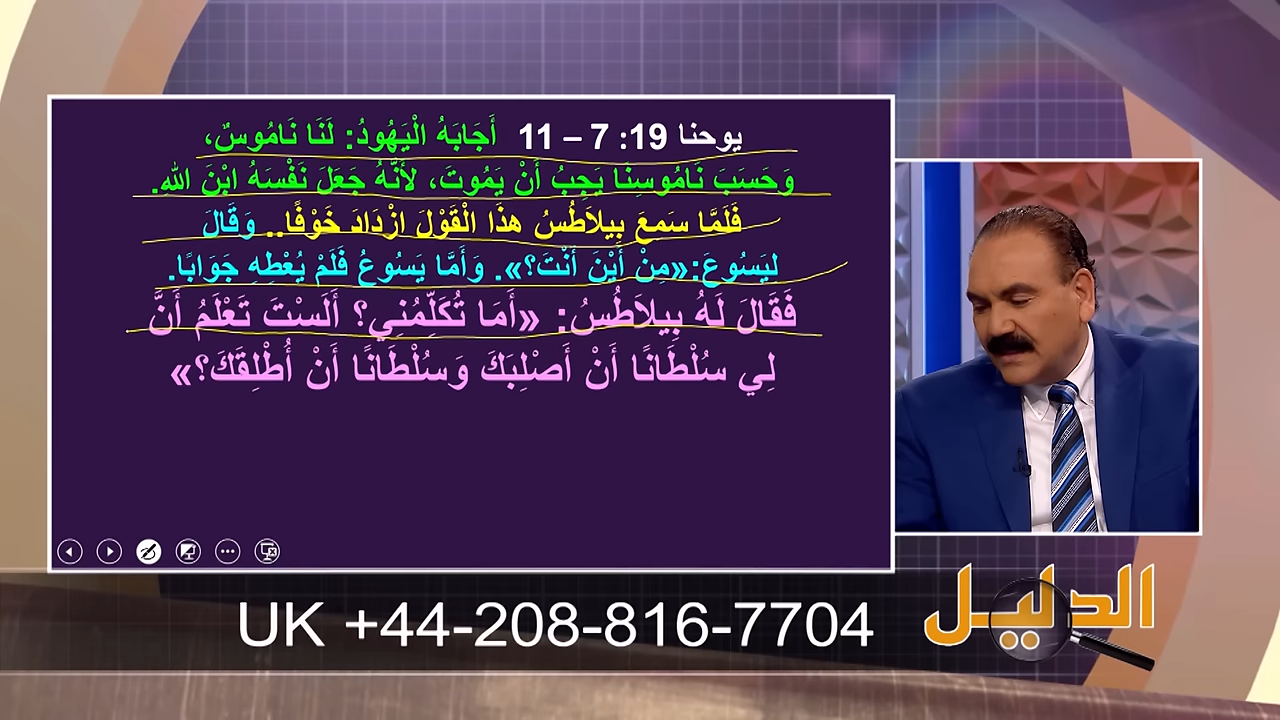 يوحنا 19: 7 – 11 أَجَابَهُ الْيَهُودُ: لَنَا نَامُوسٌ،
وَحَسَبَ نَامُوسِنَا يَجِبُ أَنْ يَمُوتَ، لأَنَّهُ جَعَلَ نَفْسَهُ ابْنَ اللهِ.
فَلَمَّا سَمِعَ بِيلاَطُسُ هذَا الْقَوْلَ ازْدَادَ خَوْفًا.. وَقَالَ
لِيَسُوعَ:«مِنْ أَيْنَ أَنْتَ؟». وَأَمَّا يَسُوعُ فَلَمْ يُعْطِهِ جَوَابًا.
فَقَالَ لَهُ بِيلاَطُسُ: «أَمَا تُكَلِّمُنِي؟ أَلَسْتَ تَعْلَمُ أَنَّ
لِي سُلْطَانًا أَنْ أَصْلِبَكَ وَسُلْطَانًا أَنْ أُطْلِقَكَ؟»
الدليل
UK +44-208-816-7704